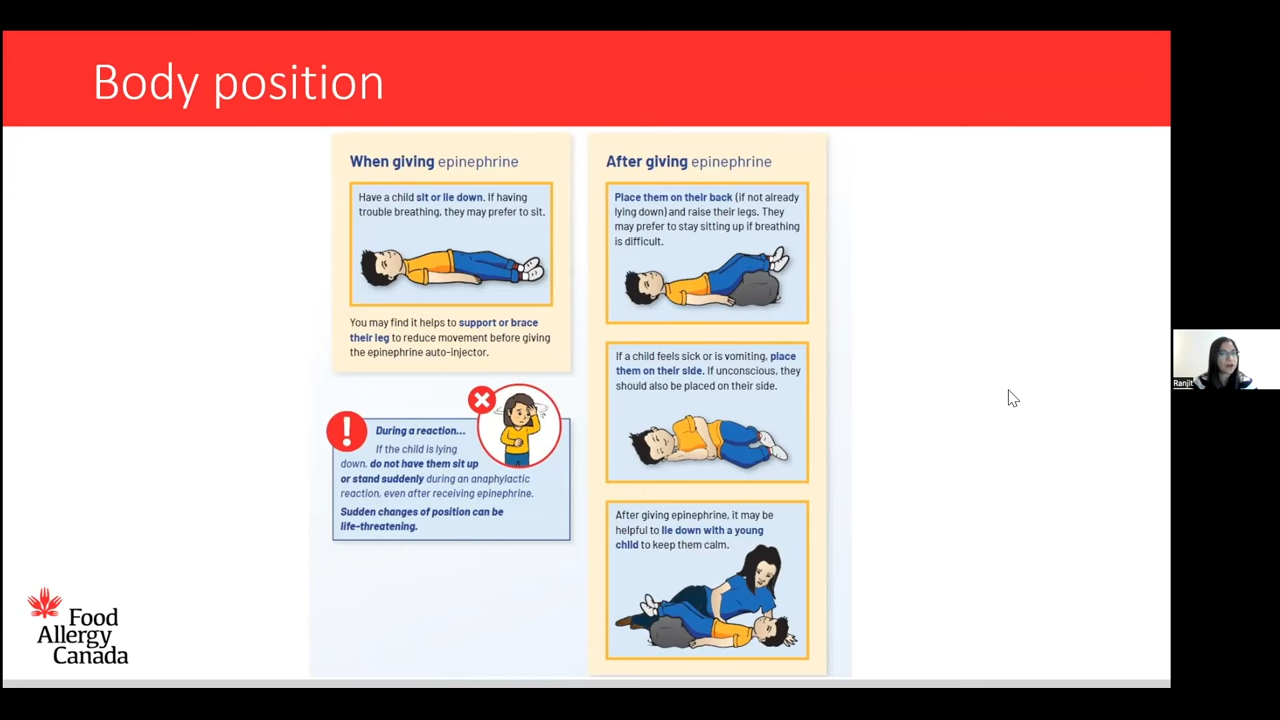 Body position
When giving epinephrine
Have a child sit or lie down. If having
trouble breathing, they may prefer to sit.
You may find it helps to support or brace
their leg to reduce movement before giving
the epinephrine auto-injector.
During a reaction...
If the child is lying
down, do not have them sit up
or stand suddenly during an anaphylactic
reaction, even after receiving epinephrine.
Sudden changes of position can be
life-threatening.
After giving epinephrine
Place them on their back (if not already
lying down) and raise their legs. They
may prefer to stay sitting up if breathing
is difficult.
If a child feels sick or is vomiting, place
them on their side. If unconscious, they
should also be placed on their side.
After giving epinephrine, it may be
helpful to lie down with a young
child to keep them calm.
Food
Allergy
Canada
Ranjit